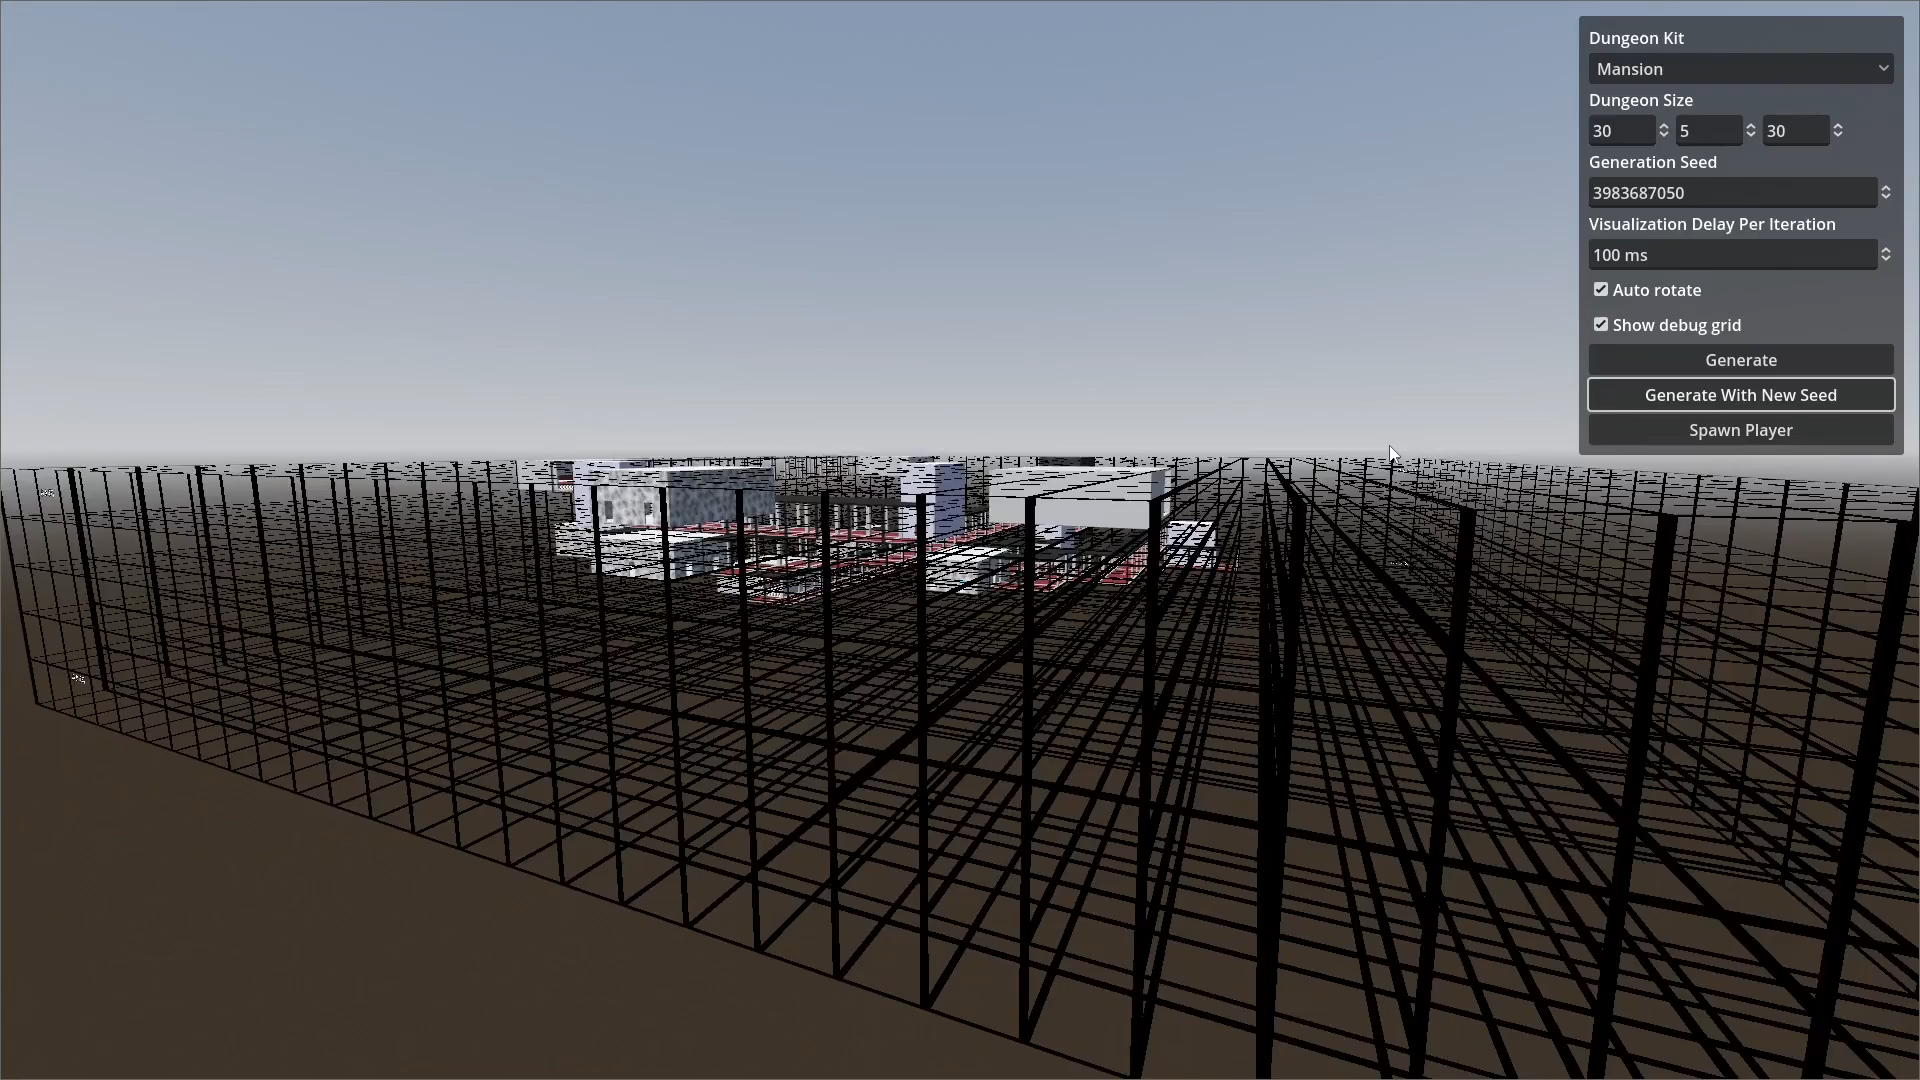 Dungeon Kit
Mansion
Dungeon Size
30 5 30
Generation Seed
3983687050
Visualization Delay Per Iteration
100 ms
Auto rotate
Show debug grid
Generate
Generate With New Seed
Spawn Player